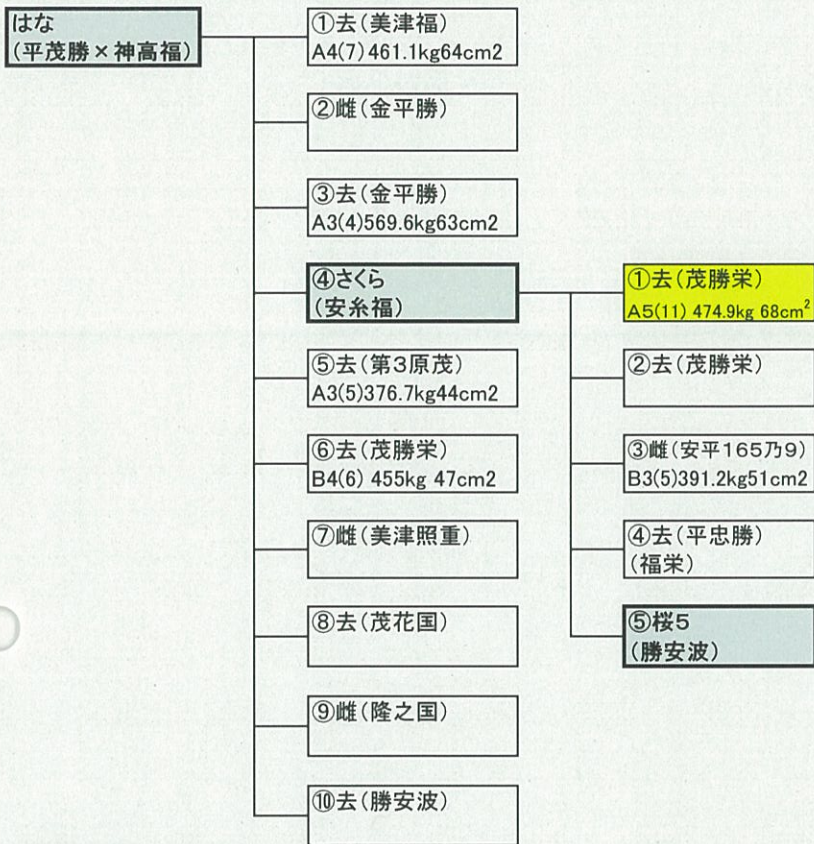 はな
(平茂勝×神高福)
①去(美津福)
A4(7) 461.1kg64cm2
②雌(金平勝)
③去(金平勝)
A3(4)569.6kg63cm2
④さくら
(安糸福)
⑤去(第3原茂)
A3(5)376.7kg44cm2
⑥去(茂勝栄)
B4(6) 455kg 47cm2
⑦雌(美津照重)
⑧去(茂花国)
⑨雌(隆之国)
⑩去(勝安波)
①去(茂勝栄)
A5(11) 474.9kg 68cm²
②去(茂勝栄)
③雌(安平165乃9)
B3(5)391.2kg51cm2
④去(平忠勝)
(福栄)
⑤桜5
(勝安波)